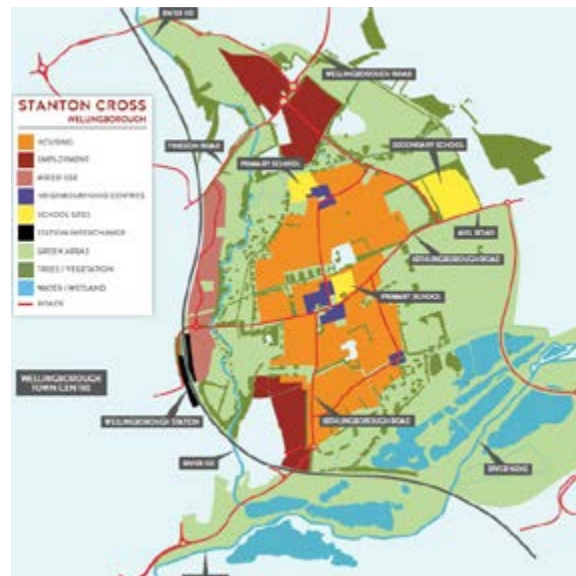 RIVER ISE
WELLINGBOROUGH ROAD
STANTON CROSS
WELLINGBOROUGH
HOUSING
EMPLOYMENT
MIXED USE
NEIGHBOURHOOD CENTRES
SCHOOL SITES
STATION INTERCHANGE
GREEN AREAS
TREES / VEGETATION
WATER / WETLAND
ROADS
FINEDON ROAD
PRIMARY SCHOOL
SECONDARY SCHOOL
IRTHLINGBOROUGH ROAD
PRIMARY SCHOOL
WELLINGBOROUGH
TOWN CENTRE
WELLINGBOROUGH STATION
IRTHLINGBOROUGH ROAD
RIVER ISE
RIVER NENE